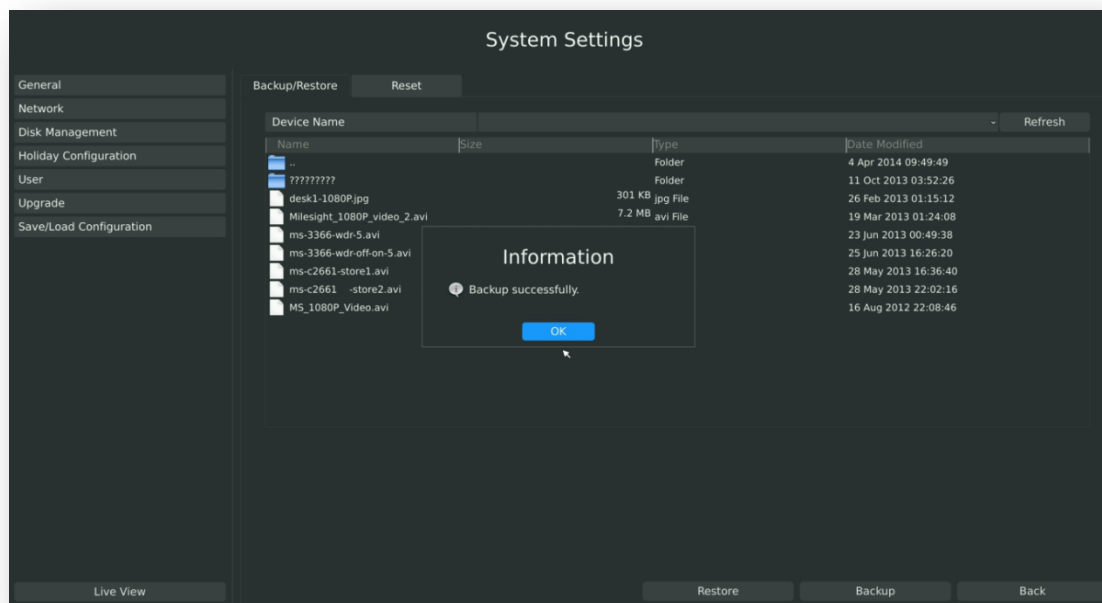 System Settings
General
Network
Disk Management
Holiday Configuration
User
Upgrade
Save/Load Configuration
Live View
Backup/Restore Reset
Device Name Refresh
Name Size Type Date Modified
.. Folder 4 Apr 2014 09:49:49
????????? Folder 11 Oct 2013 03:52:26
desk1-1080P.jpg 301 KB jpg File 26 Feb 2013 01:15:12
Milesight_1080P_video_2.avi 7.2 MB avi File 19 Mar 2013 01:24:08
ms-3366-wdr-5.avi 23 Jun 2013 00:49:38
ms-3366-wdr-off-on-5.avi 25 Jun 2013 16:26:20
ms-c2661-store1.avi 28 May 2013 16:36:40
ms-c2661 -store2.avi 28 May 2013 22:02:16
MS_1080P_Video.avi 16 Aug 2012 22:08:46
Information
Backup successfully.
OK
Restore Backup Back